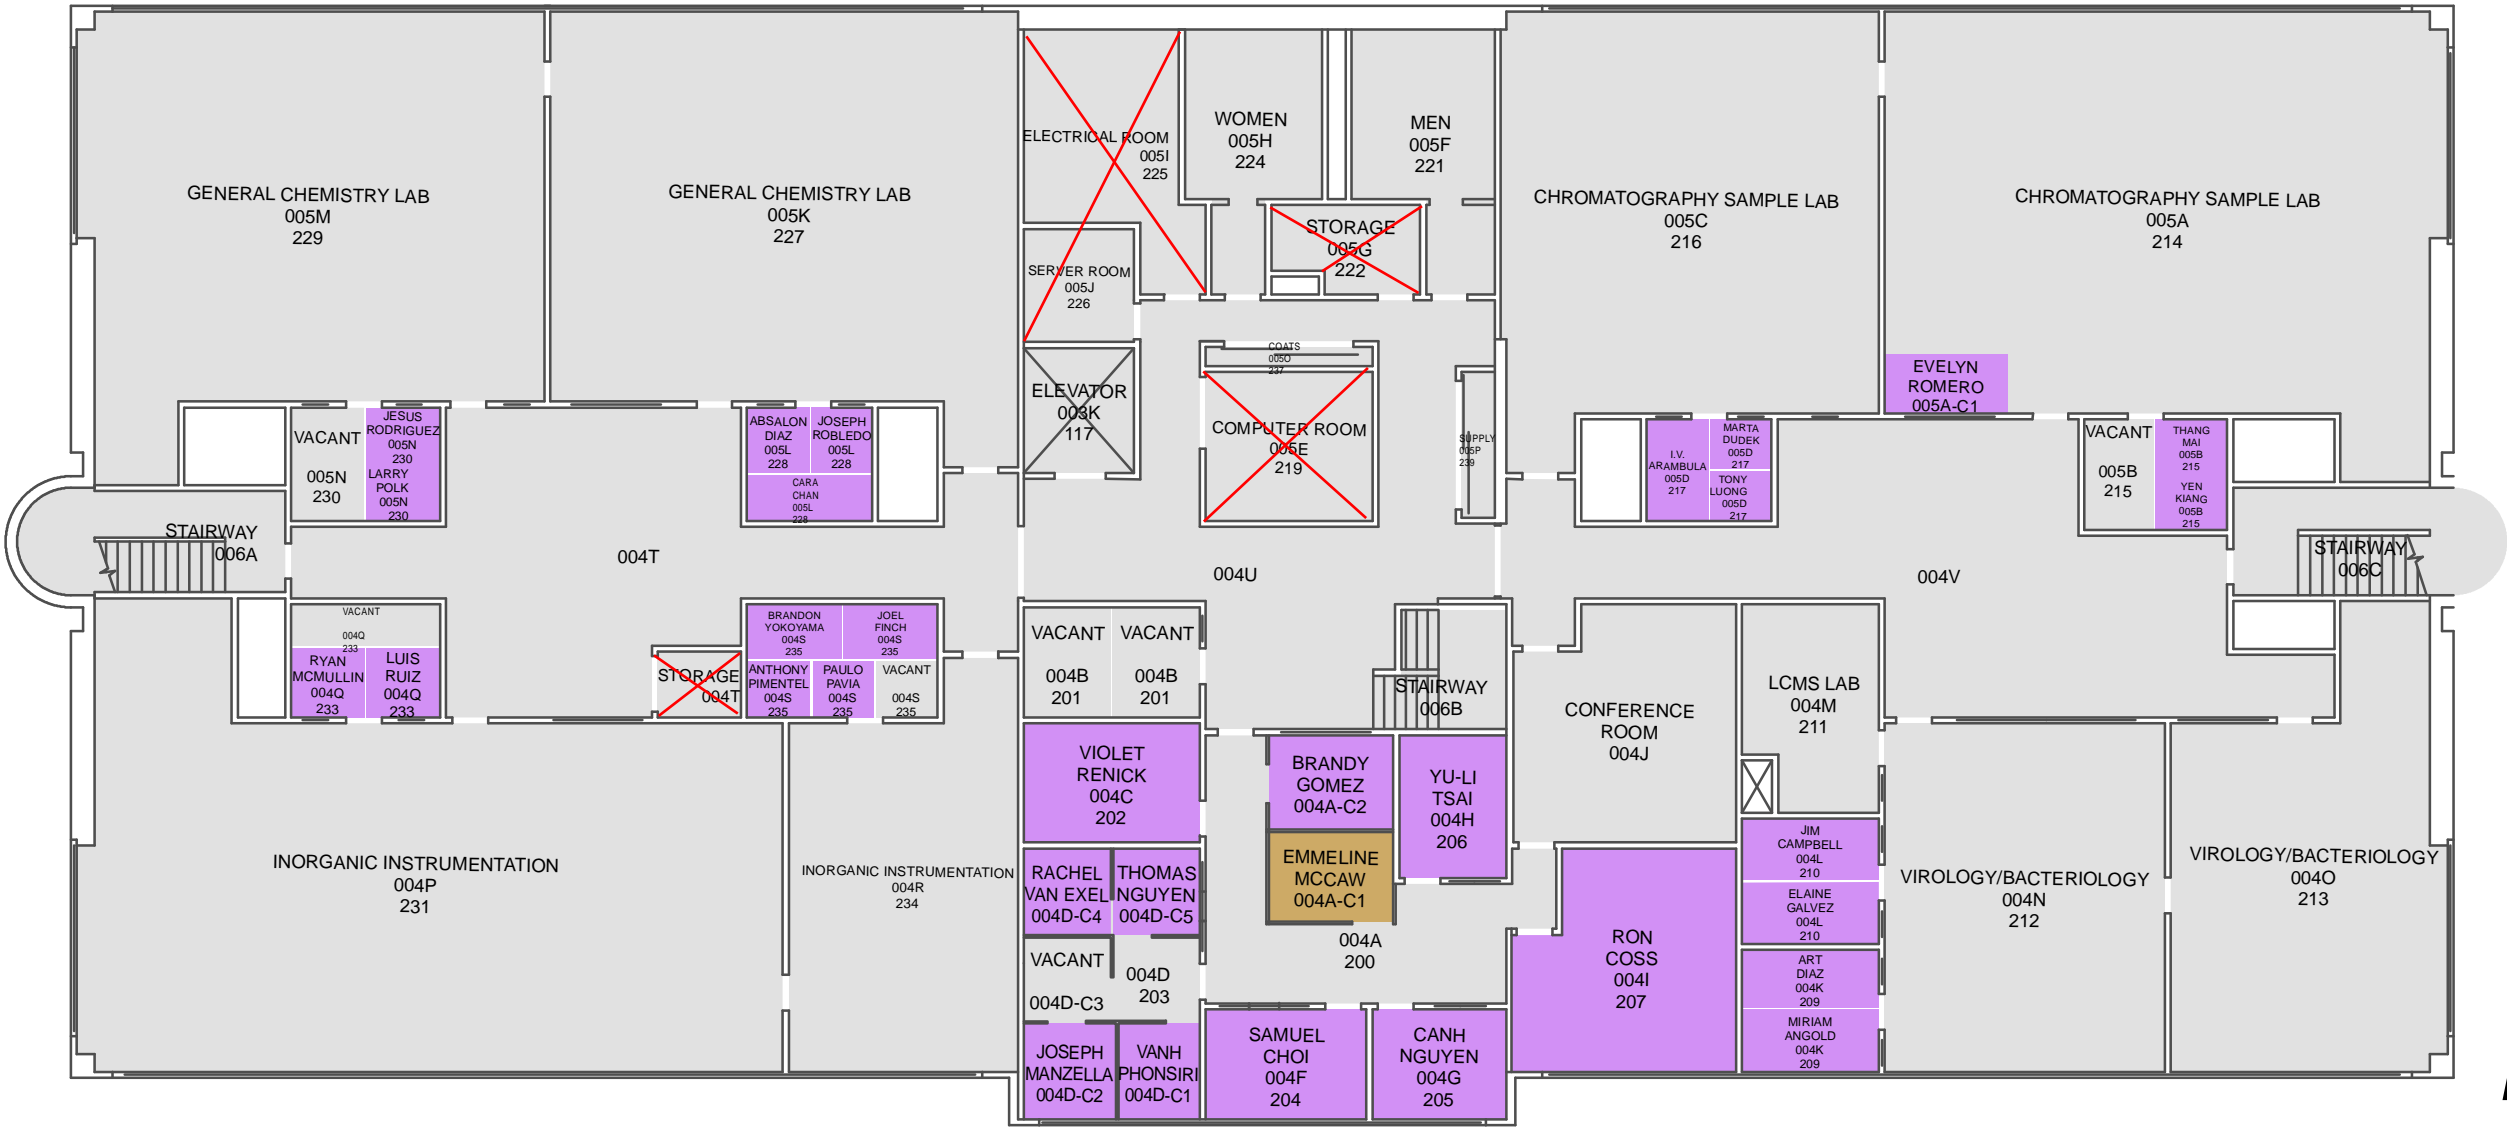 GENERAL CHEMISTRY LAB
005M
229
GENERAL CHEMISTRY LAB
005K
227
ELECTRICAL ROOM
005I
225
WOMEN
005H
224
MEN
005F
221
STORAGE
005G
222
SERVER ROOM
005J
226
CHROMATOGRAPHY SAMPLE LAB
005C
216
CHROMATOGRAPHY SAMPLE LAB
005A
214
COATS
005O
237
ELEVATOR
003K
117
COMPUTER ROOM
005E
219
SUPPLY
005P
239
EVELYN
ROMERO
005A-C1
VACANT
005N
230
JESUS
RODRIGUEZ
005N
230
LARRY
POLK
005N
230
ABSALON
DIAZ
005L
228
JOSEPH
ROBLEDO
005L
228
CARA
CHAN
005L
228
I.V.
ARAMBULA
005D
217
MARTA
DUDEK
005D
217
TONY
LUONG
005D
217
VACANT
005B
215
THANG
MAI
005B
215
YEN
KIANG
005B
215
STAIRWAY
006A
004T
004U
004V
STAIRWAY
006C
VACANT
004Q
233
RYAN
MCMULLIN
004Q
233
LUIS
RUIZ
004Q
233
STORAGE
004T
BRANDON
YOKOYAMA
004S
235
JOEL
FINCH
004S
235
ANTHONY
PIMENTEL
004S
235
PAULO
PAVIA
004S
235
VACANT
004S
235
VACANT
004B
201
VACANT
004B
201
STAIRWAY
006B
CONFERENCE
ROOM
004J
LCMS LAB
004M
211
VIOLET
RENICK
004C
202
BRANDY
GOMEZ
004A-C2
YU-LI
TSAI
004H
206
EMMELINE
MCCAW
004A-C1
INORGANIC INSTRUMENTATION
004P
231
INORGANIC INSTRUMENTATION
004R
234
RACHEL
VAN EXEL
004D-C4
THOMAS
NGUYEN
004D-C5
JIM
CAMPBELL
004L
210
ELAINE
GALVEZ
004L
210
VIROLOGY/BACTERIOLOGY
004N
212
VIROLOGY/BACTERIOLOGY
004O
213
004A
200
VACANT
004D-C3
004D
203
RON
COSS
004I
207
ART
DIAZ
004K
209
MIRIAM
ANGOLD
004K
209
JOSEPH
MANZELLA
004D-C2
VANH
PHONSIRI
004D-C1
SAMUEL
CHOI
004F
204
CANH
NGUYEN
004G
205